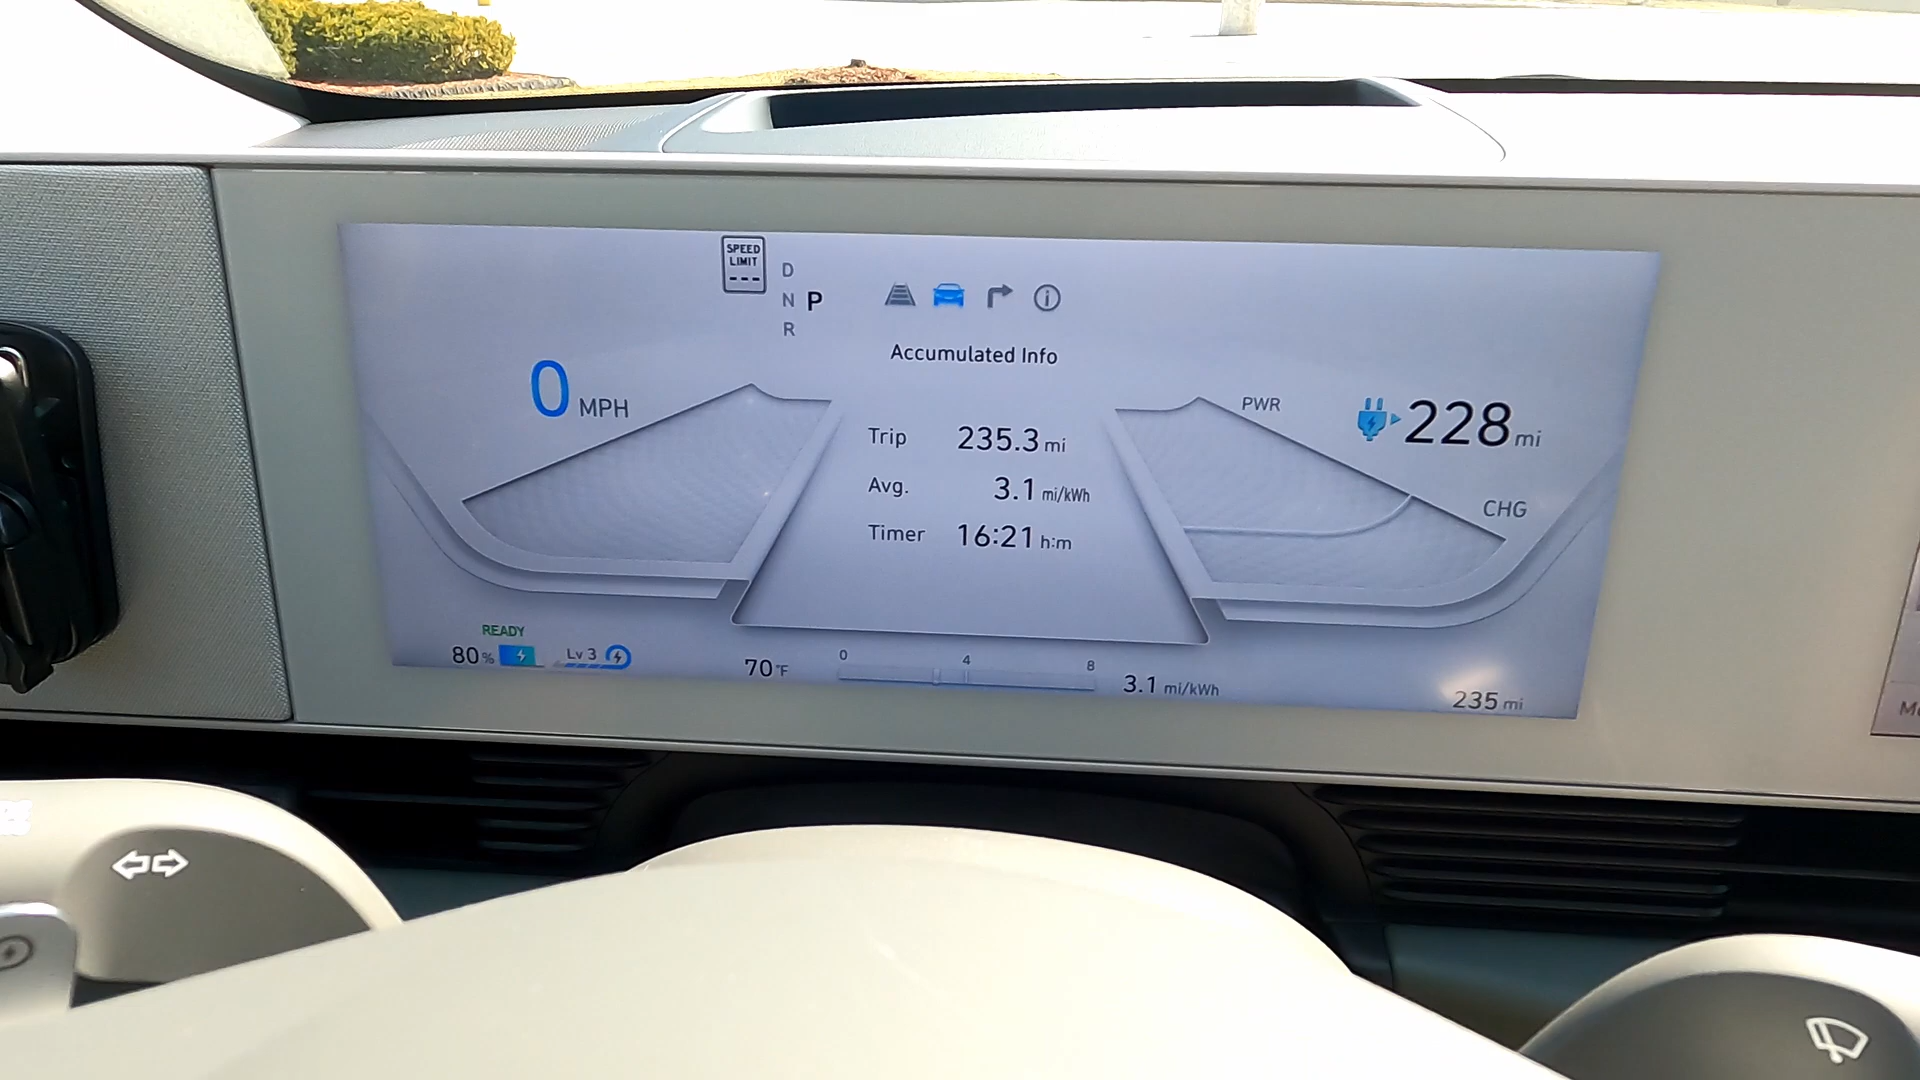 SPEED
LIMIT
---
D
N P
R
Accumulated Info
0 MPH
PWR
228 mi
Trip 235.3 mi
Avg. 3.1 mi/kWh
CHG
Timer 16:21 h:m
READY
80% Lv 3
70°F
0 4 8
3.1 mi/kWh
235 mi